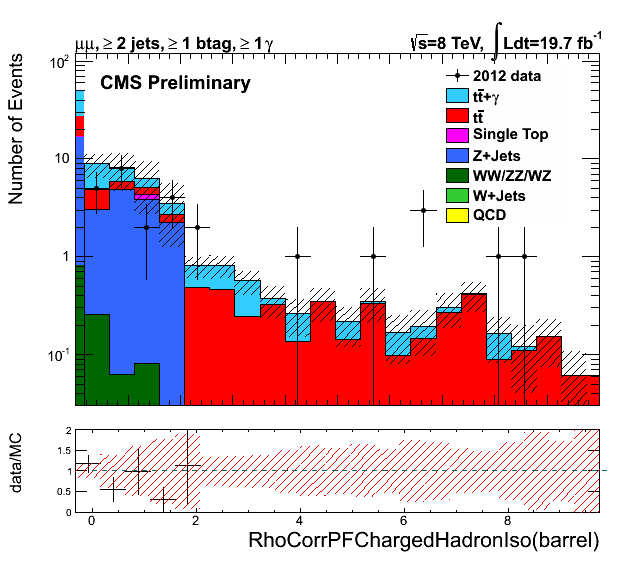 μμ, ≥ 2 jets, ≥ 1 btag, ≥ 1 γ
√s=8 TeV, ∫Ldt=19.7 fb⁻¹
CMS Preliminary
2012 data
tt̄+γ
tt̄
Single Top
Z+Jets
WW/ZZ/WZ
W+Jets
QCD
Number of Events
10²
10
1
10⁻¹
data/MC
2
1.5
1
0.5
0
0 2 4 6 8
RhoCorrPFChargedHadronIso(barrel)